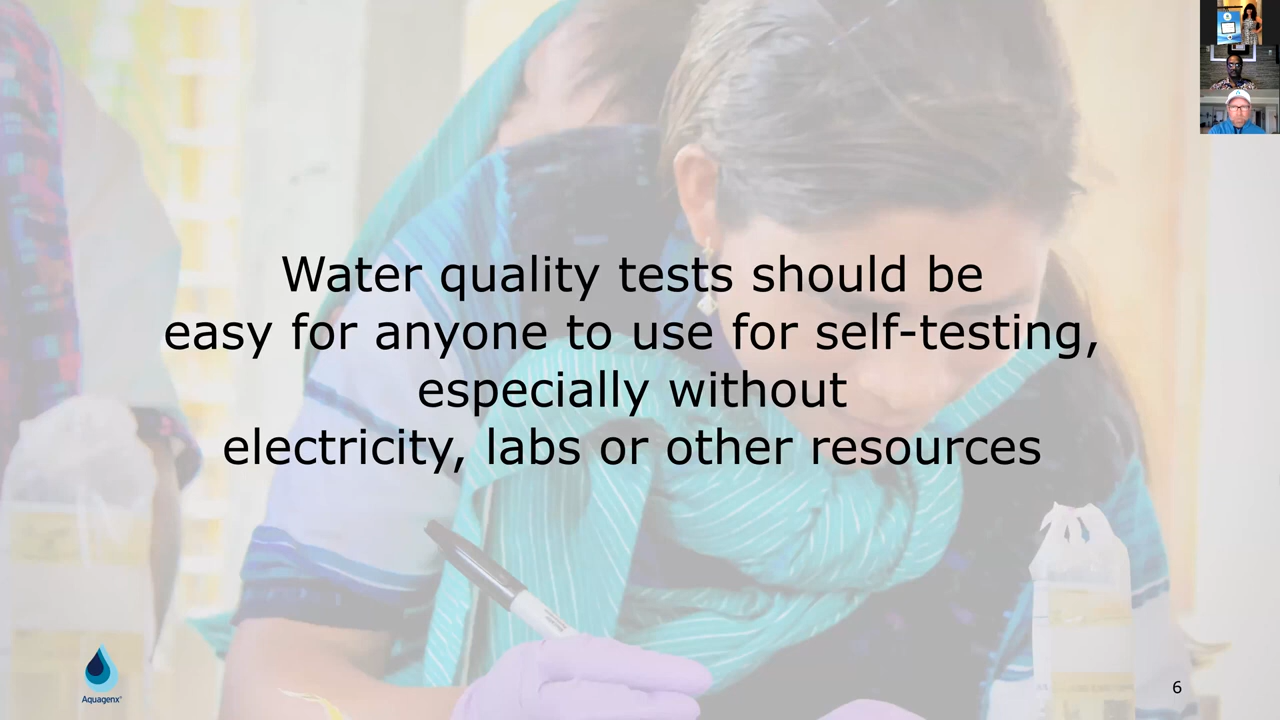 Water quality tests should be
easy for anyone to use for self-testing,
especially without
electricity, labs or other resources
Aquagenx®
6